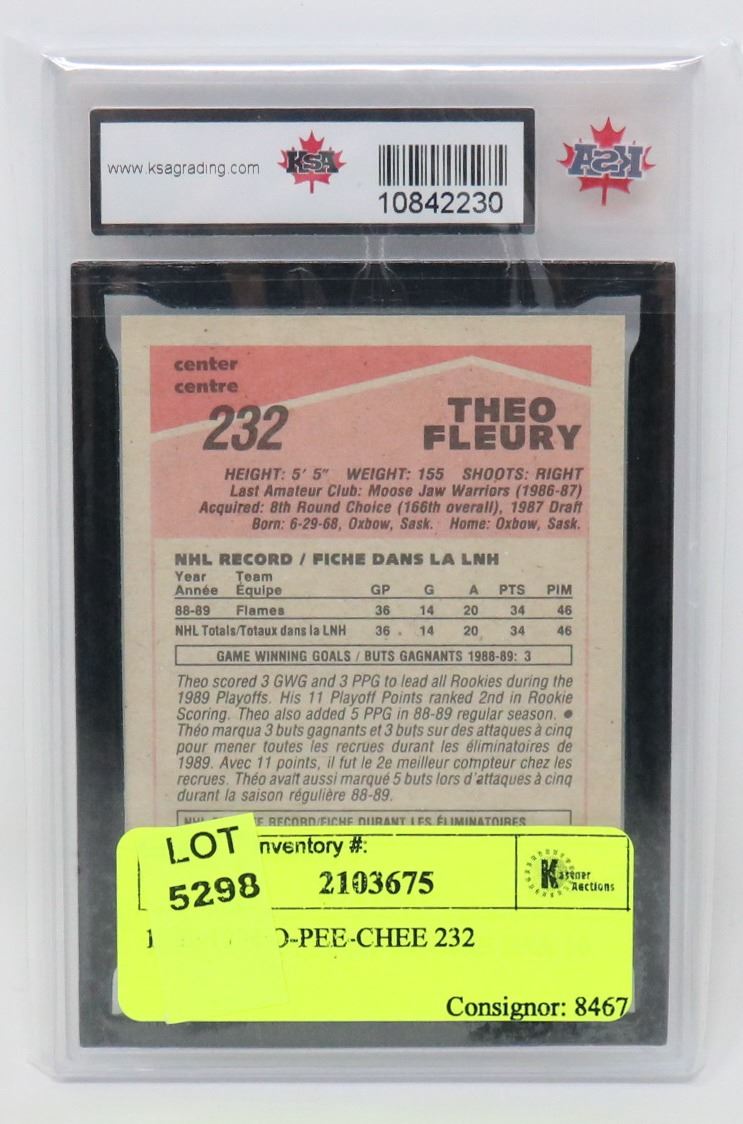 www.ksagrading.com
KSA
10842230
KSA
center
centre
232
THEO
FLEURY
HEIGHT: 5' 5" WEIGHT: 155 SHOOTS: RIGHT
Last Amateur Club: Moose Jaw Warriors (1986-87)
Acquired: 8th Round Choice (166th overall), 1987 Draft
Born: 6-29-68, Oxbow, Sask. Home: Oxbow, Sask.
NHL RECORD / FICHE DANS LA LNH
Year Team
Année Équipe GP G A PTS PIM
88-89 Flames 36 14 20 34 46
NHL Totals/Totaux dans la LNH 36 14 20 34 46
GAME WINNING GOALS / BUTS GAGNANTS 1988-89: 3
Theo scored 3 GWG and 3 PPG to lead all Rookies during the
1989 Playoffs. His 11 Playoff Points ranked 2nd in Rookie
Scoring. Theo also added 5 PPG in 88-89 regular season. ●
Théo marqua 3 buts gagnants et 3 buts sur des attaques à cinq
pour mener toutes les recrues durant les éliminatoires de
1989. Avec 11 points, il fut le 2e meilleur compteur chez les
recrues. Théo avait aussi marqué 5 buts lors d'attaques à cinq
durant la saison régulière 88-89.
NHL RECORD/FICHE DURANT LES ÉLIMINATOIRES
LOT
5298
nventory #:
2103675
Kastner
Auctions
O-PEE-CHEE 232
Consignor: 8467